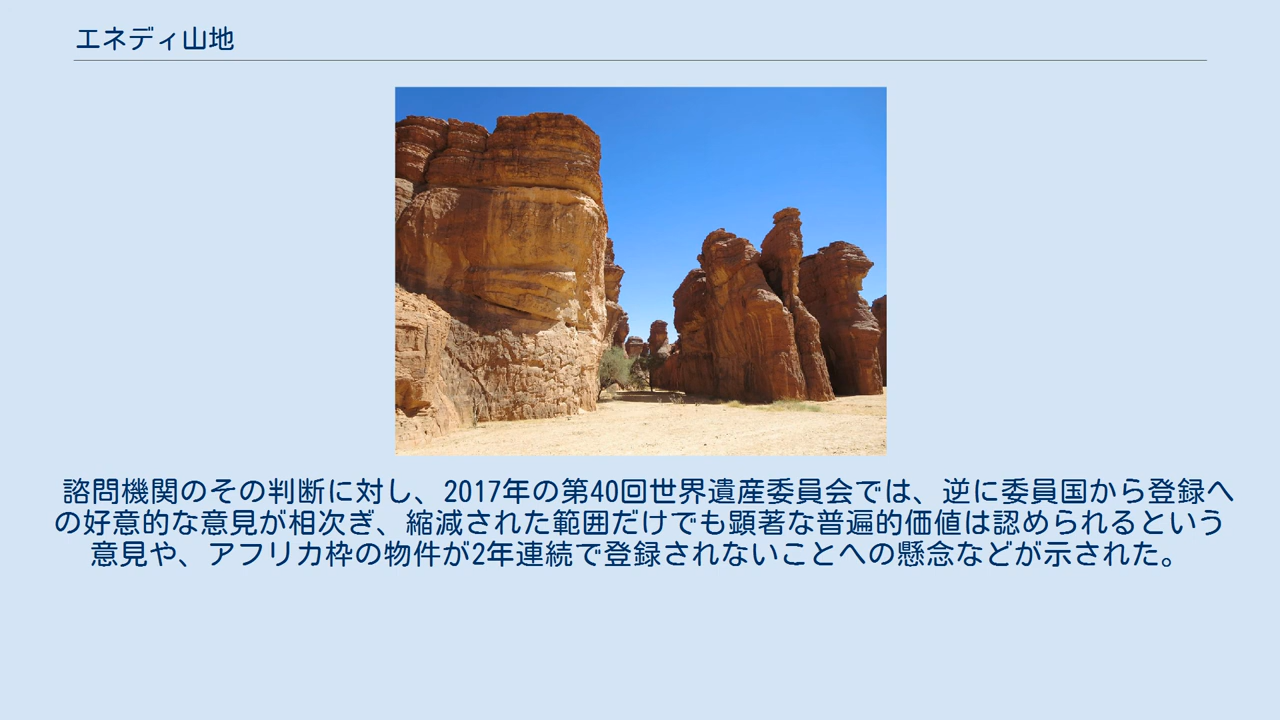 エネディ山地
諮問機関のその判断に対し、2017年の第40回世界遺産委員会では、逆に委員国から登録へ
の好意的な意見が相次ぎ、縮減された範囲だけでも顕著な普遍的価値は認められるという
意見や、アフリカ枠の物件が2年連続で登録されないことへの懸念などが示された。